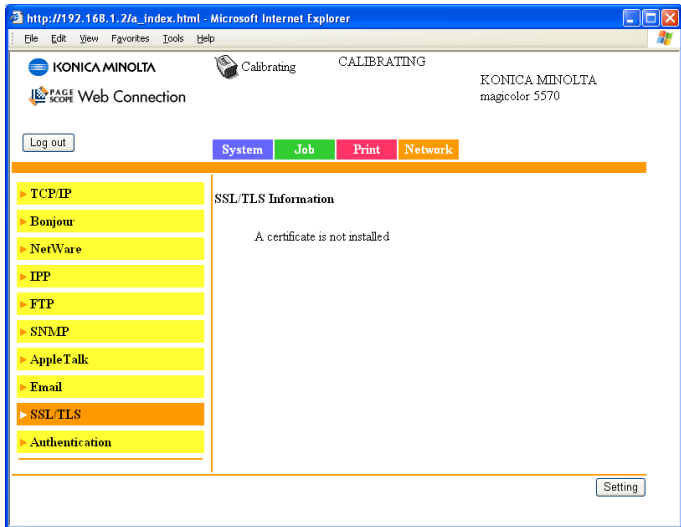 http://192.168.1.2/a_index.html - Microsoft Internet Explorer
File Edit View Favorites Tools Help
KONICA MINOLTA
Calibrating
CALIBRATING
KONICA MINOLTA
magicolor 5570
PAGE SCOPE Web Connection
Log out
System Job Print Network
TCP/IP
Bonjour
NetWare
IPP
FTP
SNMP
AppleTalk
Email
SSL/TLS
Authentication
SSL/TLS Information
A certificate is not installed
Setting